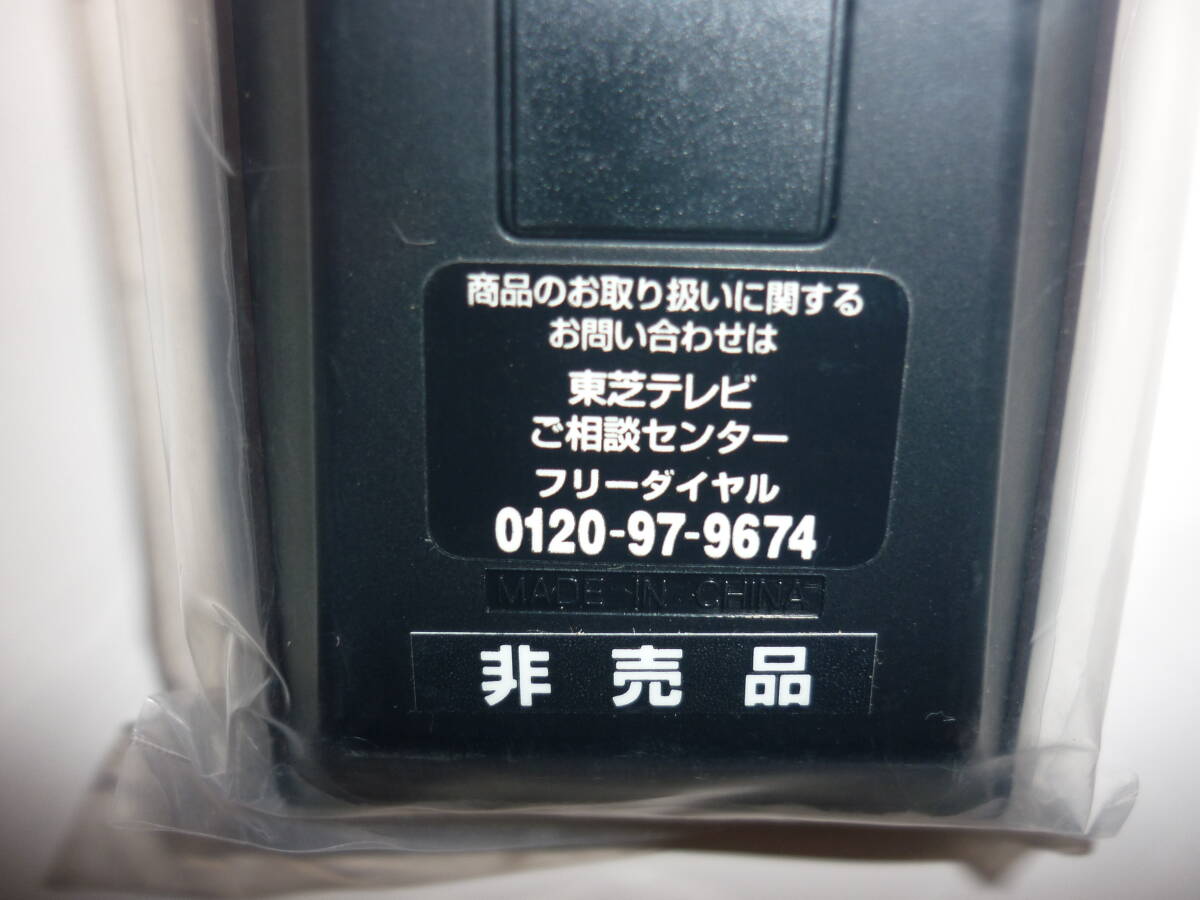 商品のお取り扱いに関する
お問い合わせは
東芝テレビ
ご相談センター
フリーダイヤル
0120-97-9674
MADE IN CHINA
非売品